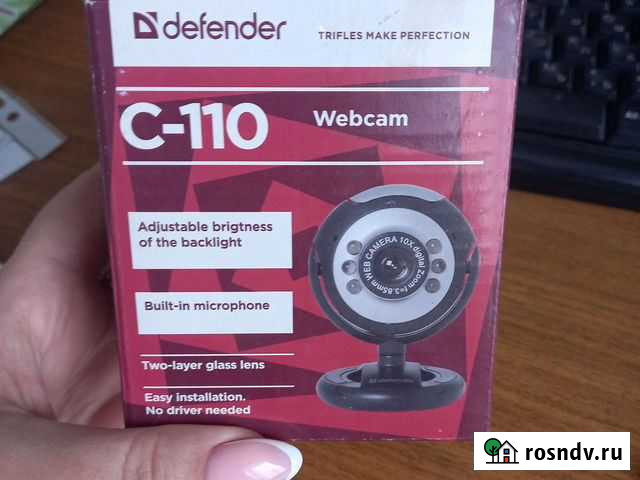 defender
TRIFLES MAKE PERFECTION
C-110
Webcam
Adjustable brigtness
of the backlight
Built-in microphone
Two-layer glass lens
Easy installation.
No driver needed
WEB CAMERA 10X digital Zoom f=3.85mm
defender
rosndv.ru